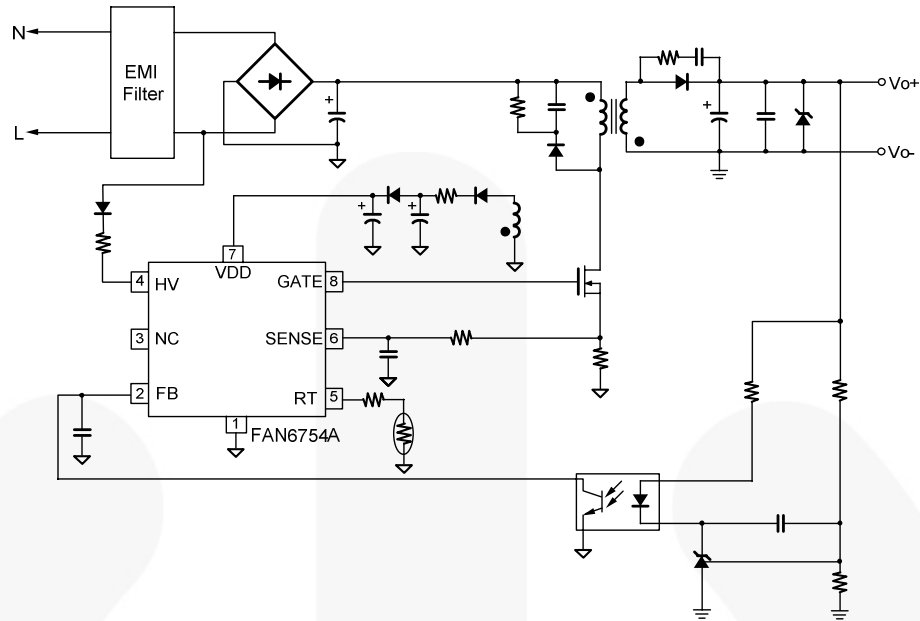 N
EMI
Filter
L
Vo+
Vo-
+
+
+
+
7
VDD
4 HV
GATE 8
3 NC
SENSE 6
2 FB
RT 5
1
FAN6754A